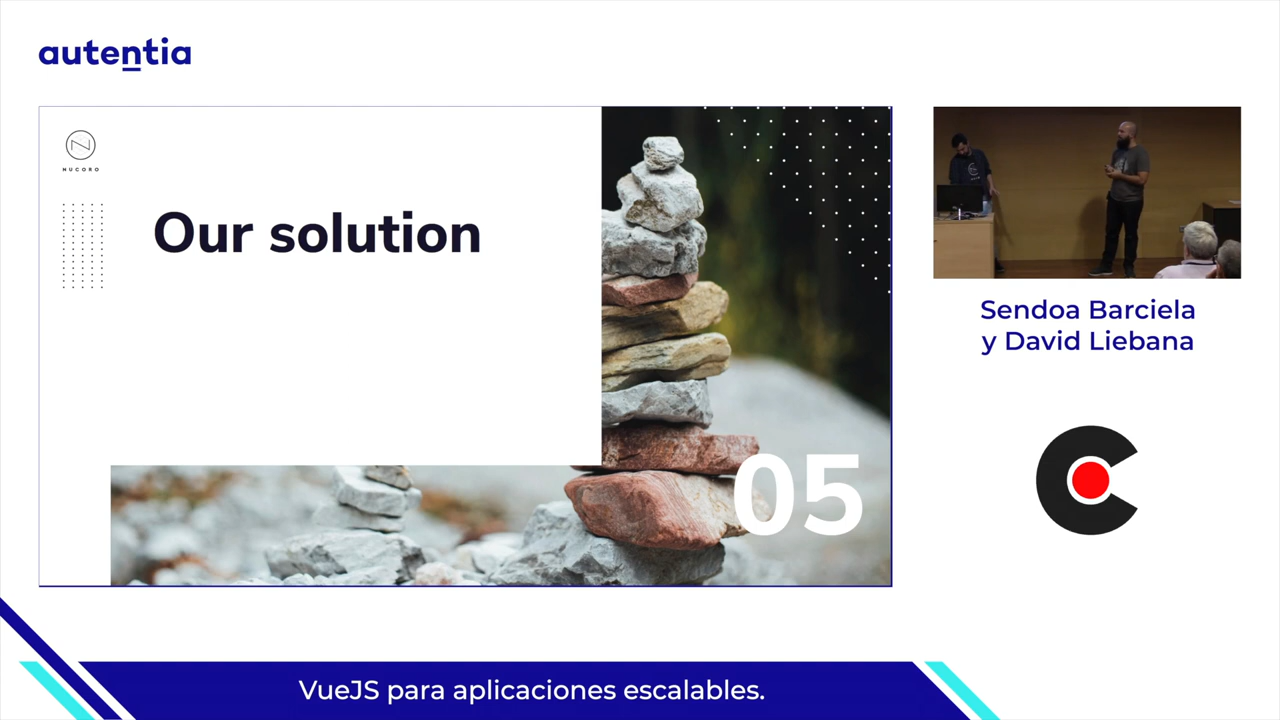 autentia
NUCORO
Our solution
05
Sendoa Barciela
y David Liebana
VueJS para aplicaciones escalables.